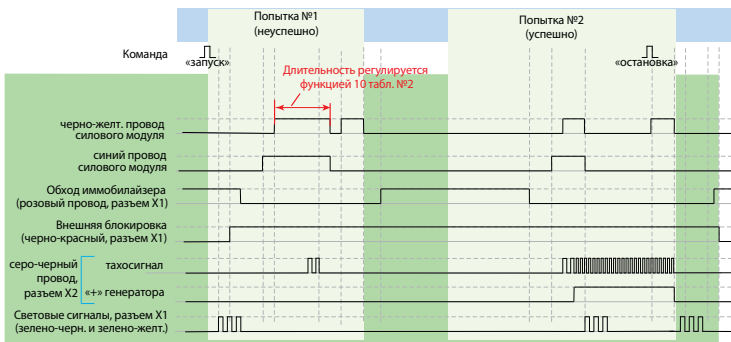 Попытка №1
(неуспешно)
Попытка №2
(успешно)
Команда
«запуск»
«остановка»
Длительность регулируется
функцией 10 табл. №2
черно-желт. провод
силового модуля
синий провод
силового модуля
Обход иммобилайзера
(розовый провод, разъем X1)
Внешняя блокировка
(черно-красный, разъем X1)
серо-черный
провод,
разъем X2
тахосигнал
«+» генератора
Световые сигналы, разъем X1
(зелено-черн. и зелено-желт.)